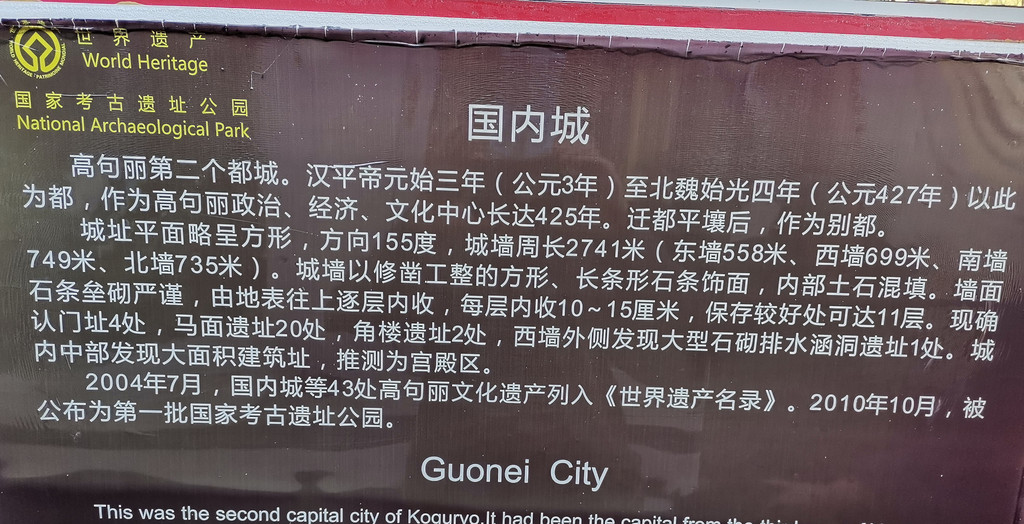 世界遗产
World Heritage
国家考古遗址公园
National Archaeological Park
国内城
高句丽第二个都城。汉平帝元始三年（公元3年）至北魏始光四年（公元427年）以此
为都，作为高句丽政治、经济、文化中心长达425年。迁都平壤后，作为别都。
城址平面略呈方形，方向155度，城墙周长2741米（东墙558米、西墙699米、南墙
749米、北墙735米）。城墙以修凿工整的方形、长条形石条饰面，内部土石混填。墙面
石条垒砌严谨，由地表往上逐层内收，每层内收10～15厘米，保存较好处可达11层。现确
认门址4处，马面遗址20处，角楼遗址2处，西墙外侧发现大型石砌排水涵洞遗址1处。城
内中部发现大面积建筑址，推测为宫殿区。
2004年7月，国内城等43处高句丽文化遗产列入《世界遗产名录》。2010年10月，被
公布为第一批国家考古遗址公园。
Guonei City
This was the second capital city of Koguryo.It had been the capital from the